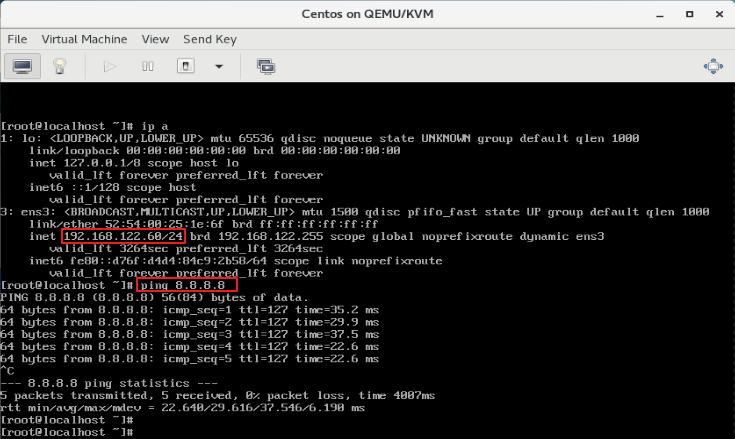 Centos on QEMU/KVM
File Virtual Machine View Send Key
[root@localhost ~]# ip a
1: lo: <LOOPBACK,UP,LOWER_UP> mtu 65536 qdisc noqueue state UNKNOWN group default qlen 1000
link/loopback 00:00:00:00:00:00 brd 00:00:00:00:00:00
inet 127.0.0.1/8 scope host lo
valid_lft forever preferred_lft forever
inet6 ::1/128 scope host
valid_lft forever preferred_lft forever
3: ens3: <BROADCAST,MULTICAST,UP,LOWER_UP> mtu 1500 qdisc pfifo_fast state UP group default qlen 1000
link/ether 52:54:00:25:1e:6f brd ff:ff:ff:ff:ff:ff
inet 192.168.122.60/24 brd 192.168.122.255 scope global noprefixroute dynamic ens3
valid_lft 3264sec preferred_lft 3264sec
inet6 fe80::d76f:d4d4:84c9:2b58/64 scope link noprefixroute
valid_lft forever preferred_lft forever
[root@localhost ~]# ping 8.8.8.8
PING 8.8.8.8 (8.8.8.8) 56(84) bytes of data.
64 bytes from 8.8.8.8: icmp_seq=1 ttl=127 time=35.2 ms
64 bytes from 8.8.8.8: icmp_seq=2 ttl=127 time=29.9 ms
64 bytes from 8.8.8.8: icmp_seq=3 ttl=127 time=37.5 ms
64 bytes from 8.8.8.8: icmp_seq=4 ttl=127 time=22.6 ms
64 bytes from 8.8.8.8: icmp_seq=5 ttl=127 time=22.6 ms
^C
--- 8.8.8.8 ping statistics ---
5 packets transmitted, 5 received, 0% packet loss, time 4007ms
rtt min/avg/max/mdev = 22.640/29.616/37.546/6.190 ms
[root@localhost ~]#
[root@localhost ~]#